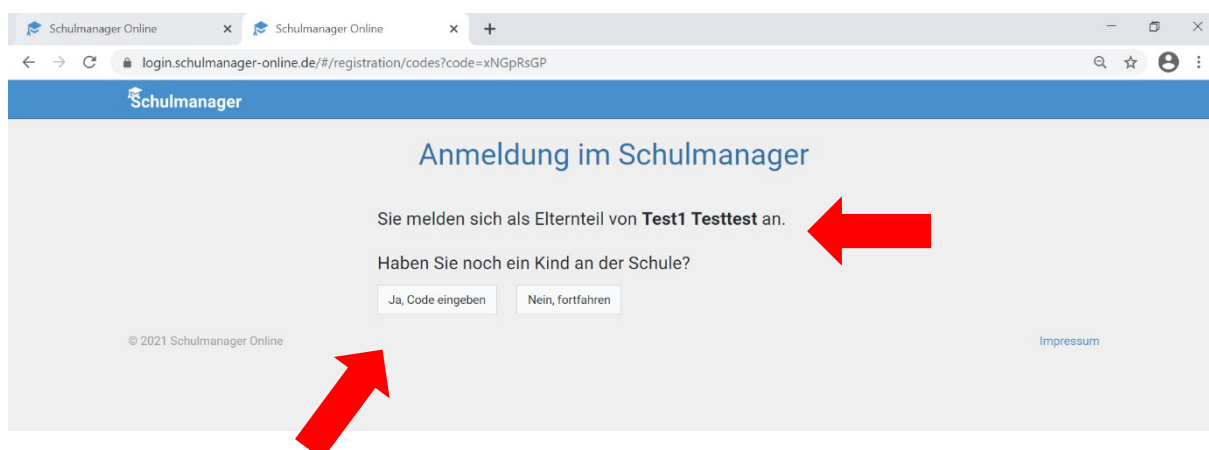 Schulmanager Online
Schulmanager Online
login.schulmanager-online.de/#/registration/codes?code=xNGpRsGP
Schulmanager
Anmeldung im Schulmanager
Sie melden sich als Elternteil von Test1 Testtest an.
Haben Sie noch ein Kind an der Schule?
Ja, Code eingeben
Nein, fortfahren
© 2021 Schulmanager Online
Impressum